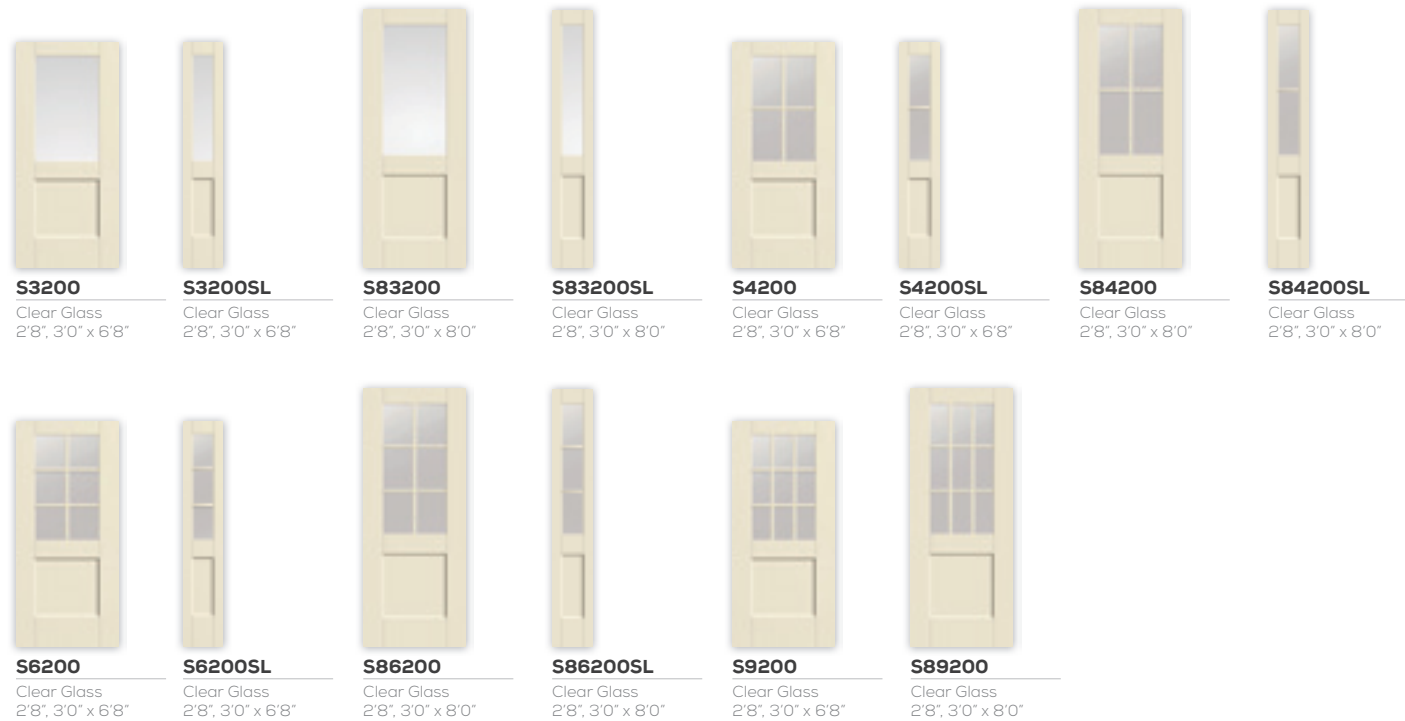 S3200
Clear Glass
2'8", 3'0" x 6'8"
S3200SL
Clear Glass
2'8", 3'0" x 6'8"
S83200
Clear Glass
2'8", 3'0" x 8'0"
S83200SL
Clear Glass
2'8", 3'0" x 8'0"
S4200
Clear Glass
2'8", 3'0" x 6'8"
S4200SL
Clear Glass
2'8", 3'0" x 6'8"
S84200
Clear Glass
2'8", 3'0" x 8'0"
S84200SL
Clear Glass
2'8", 3'0" x 8'0"
S6200
Clear Glass
2'8", 3'0" x 6'8"
S6200SL
Clear Glass
2'8", 3'0" x 6'8"
S86200
Clear Glass
2'8", 3'0" x 8'0"
S86200SL
Clear Glass
2'8", 3'0" x 8'0"
S9200
Clear Glass
2'8", 3'0" x 6'8"
S89200
Clear Glass
2'8", 3'0" x 8'0"